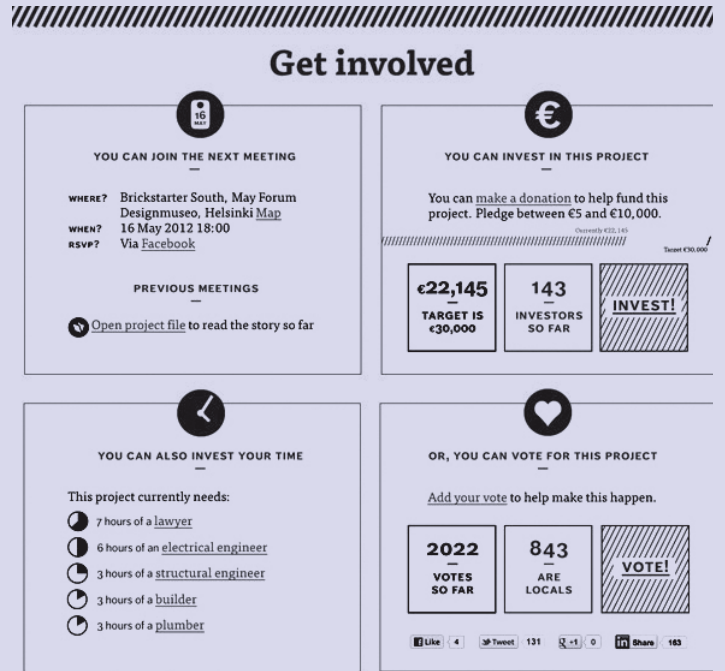 Get involved
16
MAY
YOU CAN JOIN THE NEXT MEETING
WHERE? Brickstarter South, May Forum
Designmuseo, Helsinki Map
WHEN? 16 May 2012 18:00
RSVP? Via Facebook
PREVIOUS MEETINGS
Open project file to read the story so far
€
YOU CAN INVEST IN THIS PROJECT
You can make a donation to help fund this
project. Pledge between €5 and €10,000.
Currently €22,145
Target €30,000
€22,145
TARGET IS
€30,000
143
INVESTORS
SO FAR
INVEST!
YOU CAN ALSO INVEST YOUR TIME
This project currently needs:
7 hours of a lawyer
6 hours of an electrical engineer
3 hours of a structural engineer
3 hours of a builder
3 hours of a plumber
OR, YOU CAN VOTE FOR THIS PROJECT
Add your vote to help make this happen.
2022
VOTES
SO FAR
843
ARE
LOCALS
VOTE!
Like 4 Tweet 131 g +1 0 in Share 163